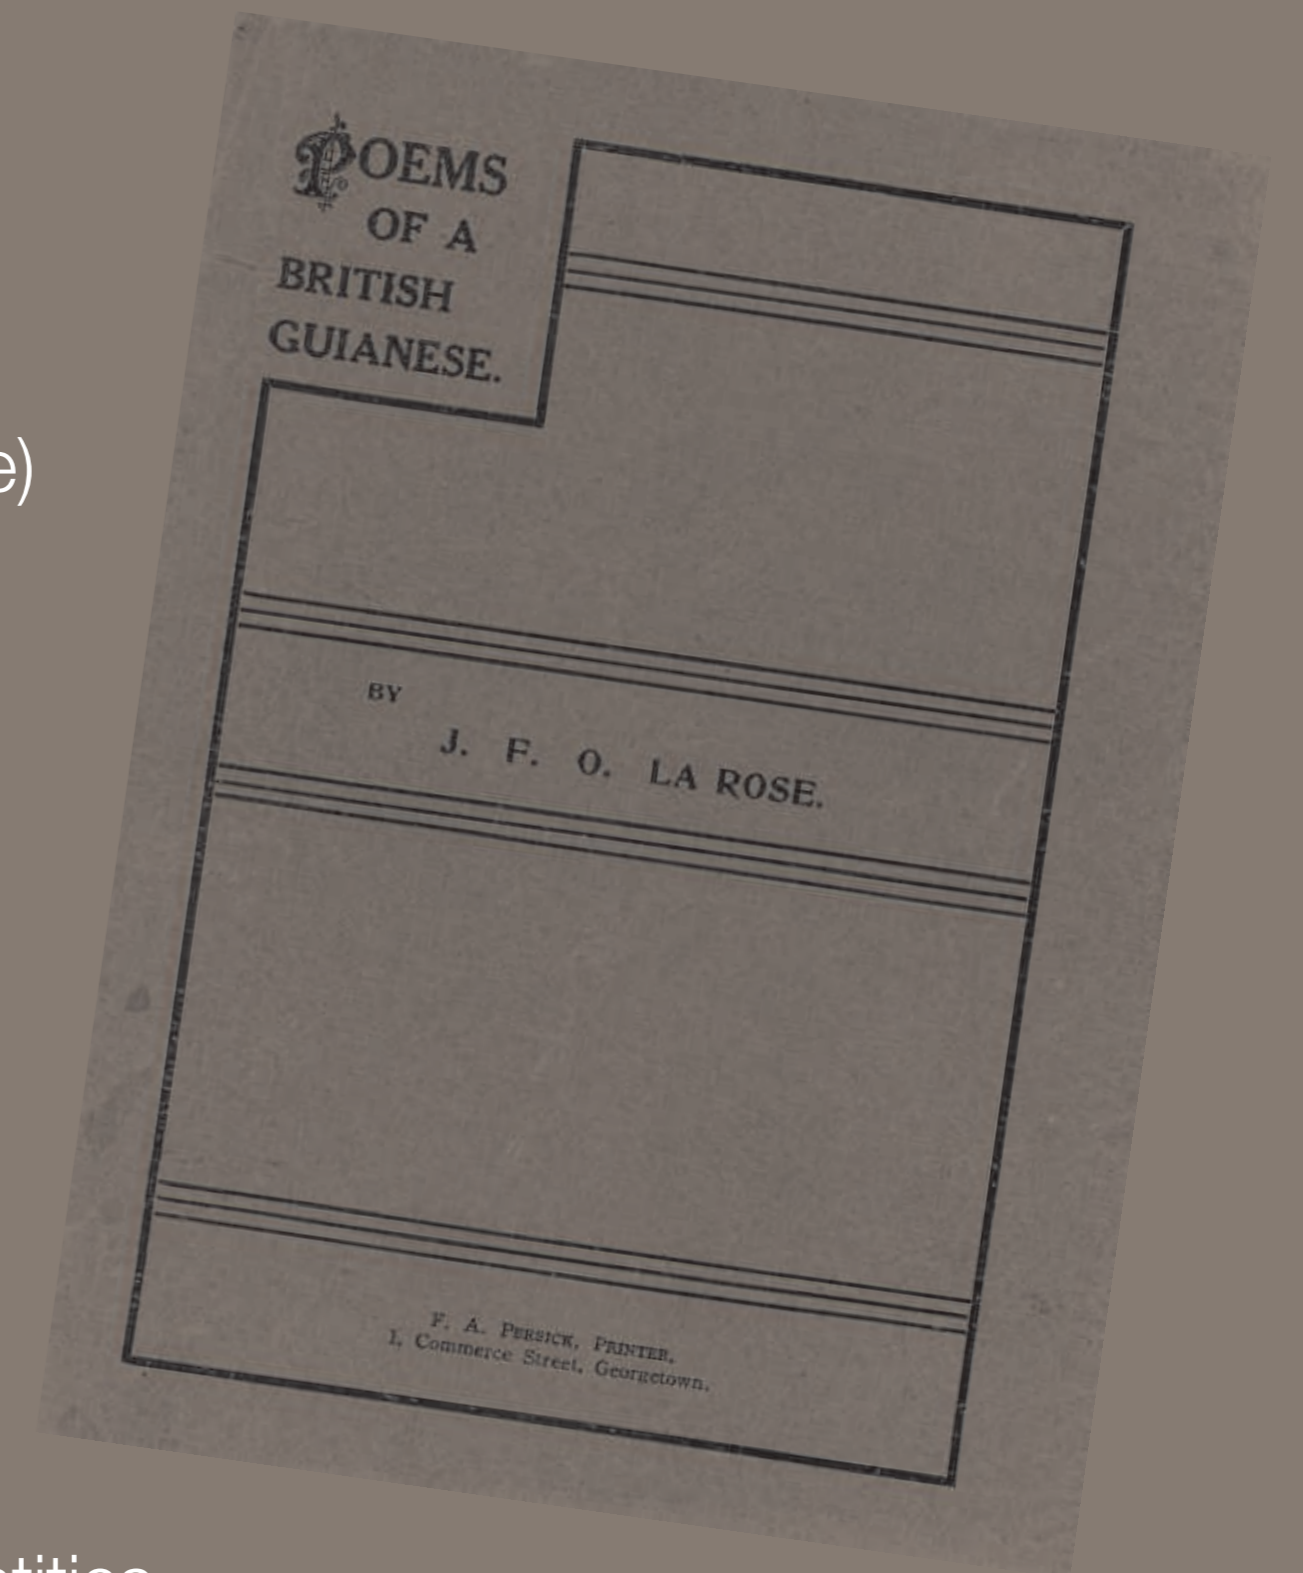 POEMS
OF A
BRITISH
GUIANESE.
e)
BY
J. F. O. LA ROSE.
F. A. PERSICK, PRINTER,
1, Commerce Street, Georgetown.